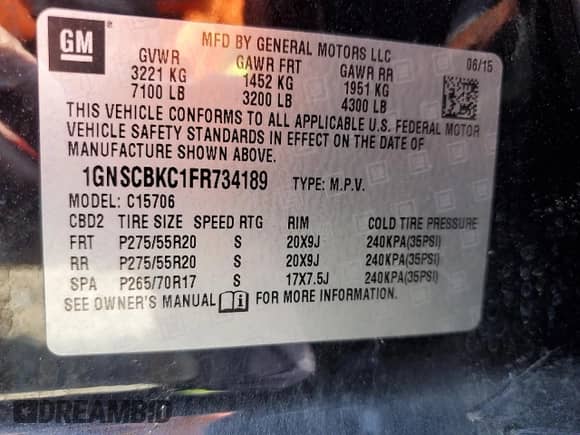 GM
MFD BY GENERAL MOTORS LLC
GVWR GAWR FRT GAWR RR 06/15
3221 KG 1452 KG 1951 KG
7100 LB 3200 LB 4300 LB
THIS VEHICLE CONFORMS TO ALL APPLICABLE U.S. FEDERAL MOTOR
VEHICLE SAFETY STANDARDS IN EFFECT ON THE DATE OF
MANUFACTURE SHOWN ABOVE.
1GNSCBKC1FR734189 TYPE: M.P.V.
MODEL: C15706
CBD2 TIRE SIZE SPEED RTG RIM COLD TIRE PRESSURE
FRT P275/55R20 S 20X9J 240KPA(35PSI)
RR P275/55R20 S 20X9J 240KPA(35PSI)
SPA P265/70R17 S 17X7.5J 240KPA(35PSI)
SEE OWNER'S MANUAL i FOR MORE INFORMATION.
DREAMBID